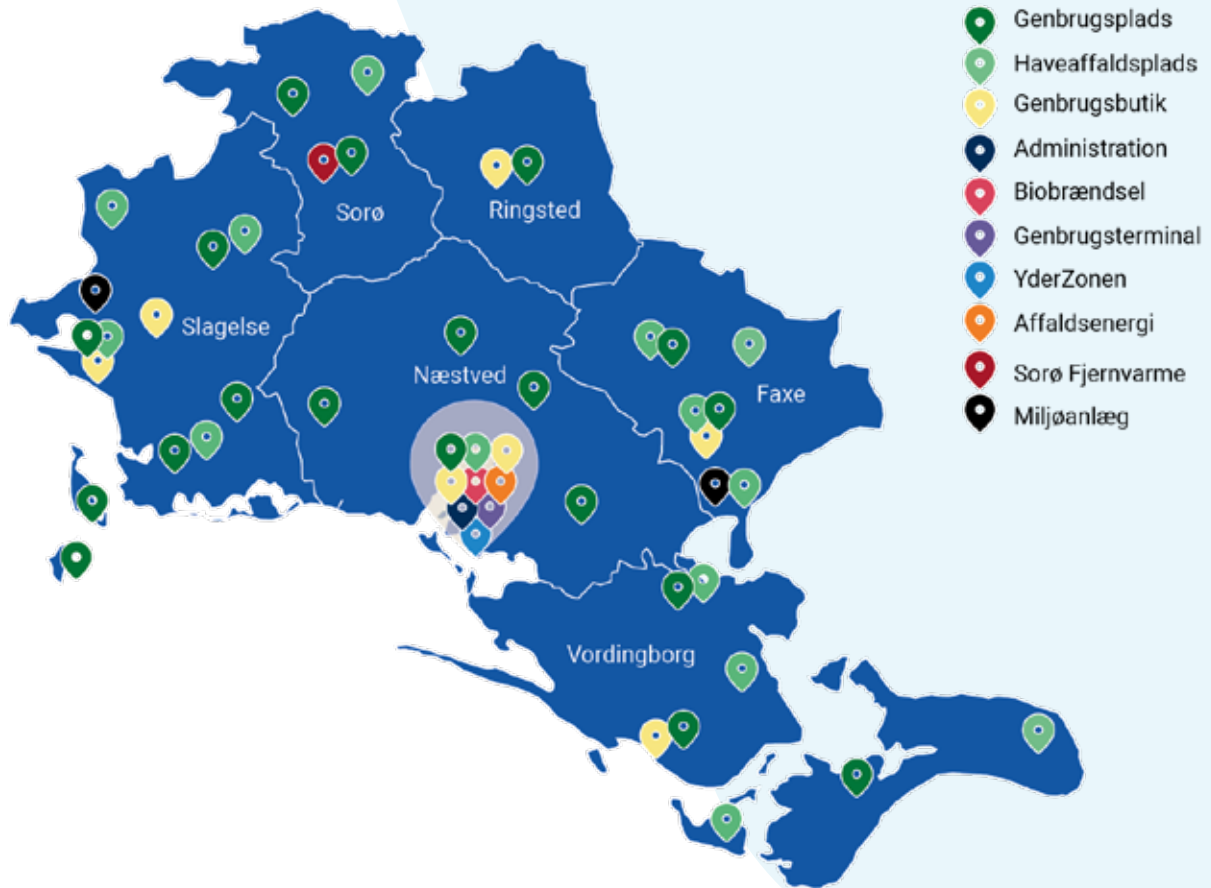 Genbrugsplads
Haveaffaldsplads
Genbrugsbutik
Administration
Biobrændsel
Genbrugsterminal
YderZonen
Affaldsenergi
Sorø Fjernvarme
Miljøanlæg
Sorø
Ringsted
Slagelse
Næstved
Faxe
Vordingborg